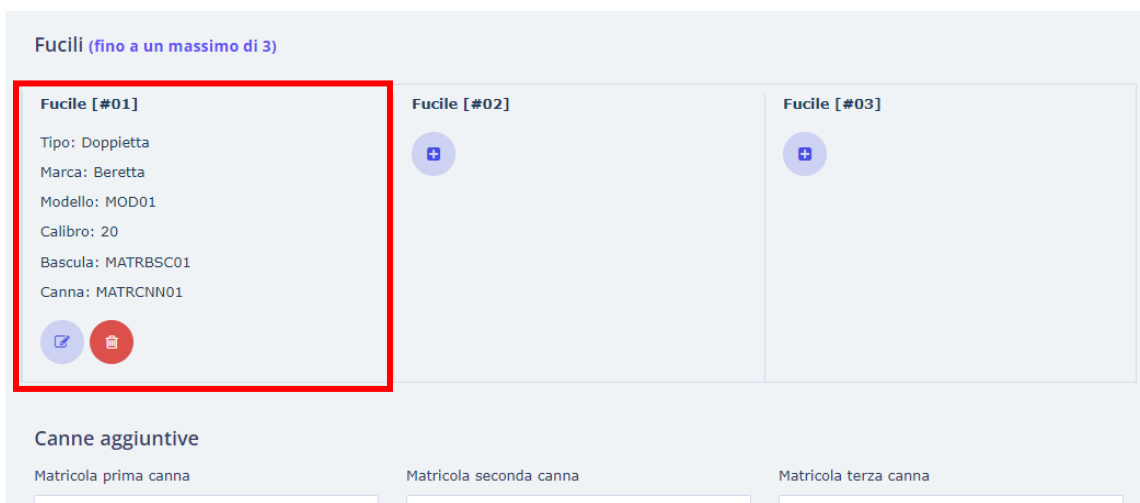 Fucili (fino a un massimo di 3)
Fucile [#01]
Tipo: Doppietta
Marca: Beretta
Modello: MOD01
Calibro: 20
Bascula: MATRBSC01
Canna: MATRCNN01
Fucile [#02]
Fucile [#03]
Canne aggiuntive
Matricola prima canna
Matricola seconda canna
Matricola terza canna